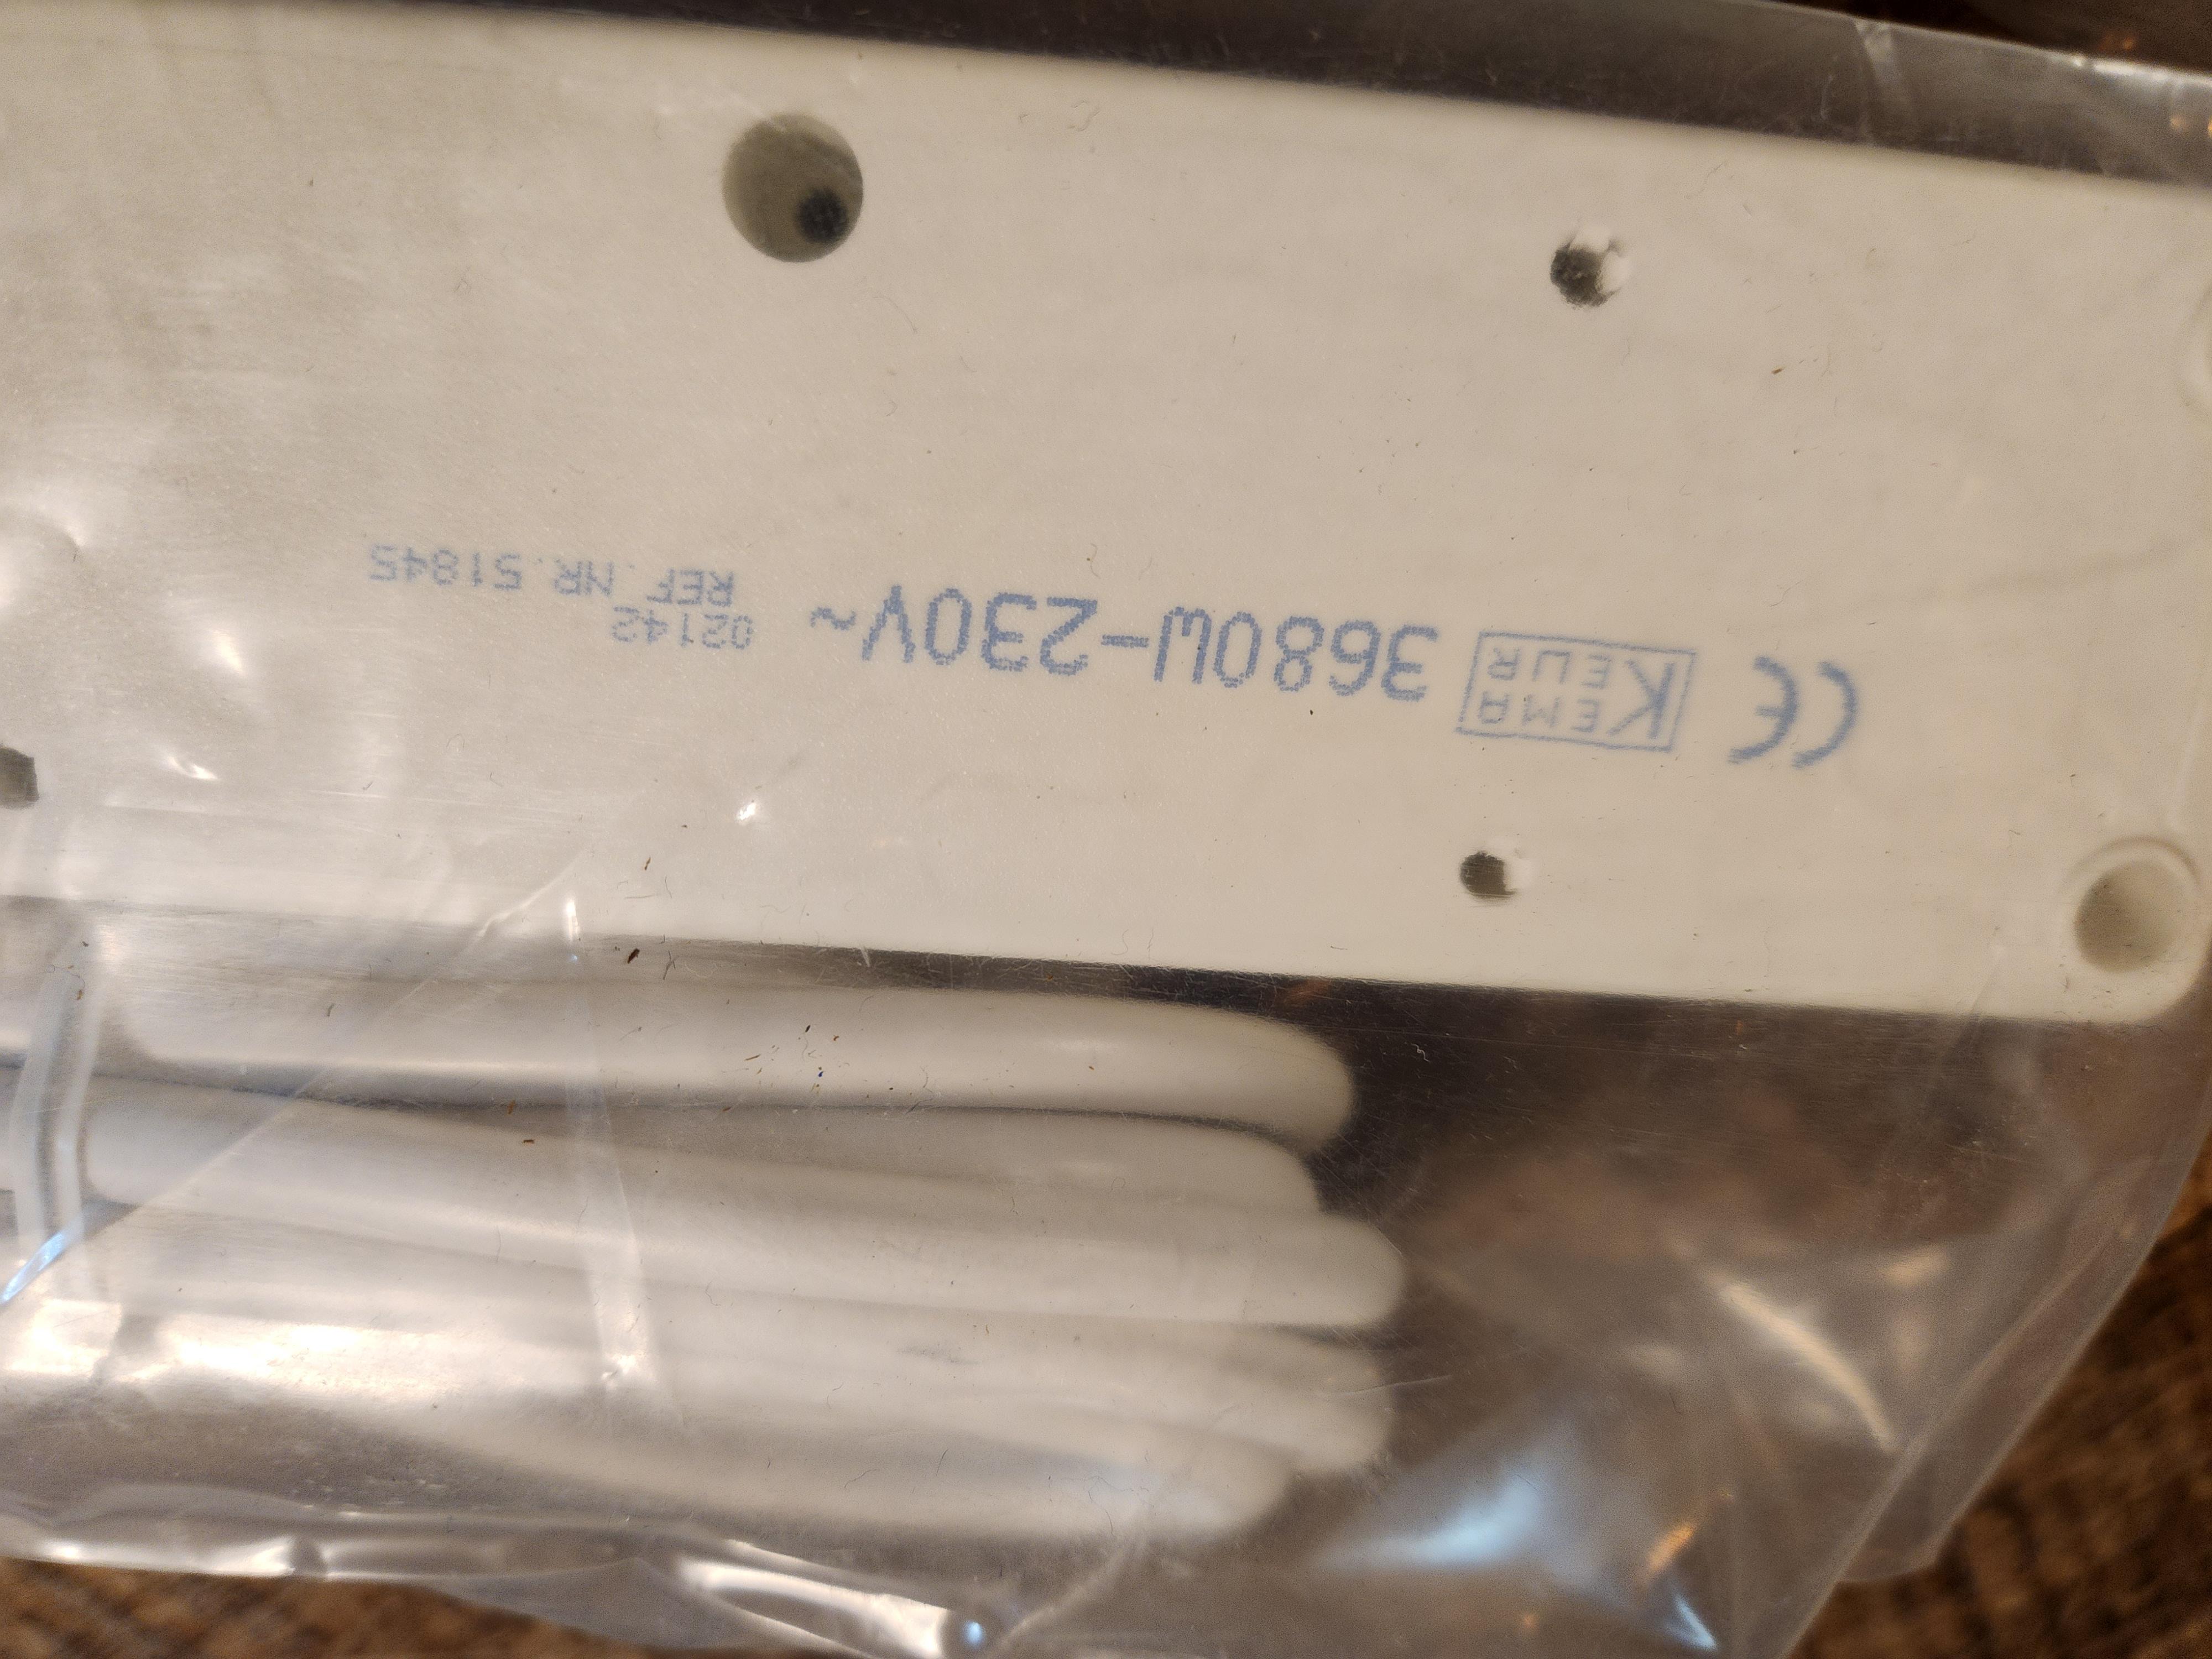 CE KEMA KEUR 3680W-230V~
02142
REF. NR. 51845